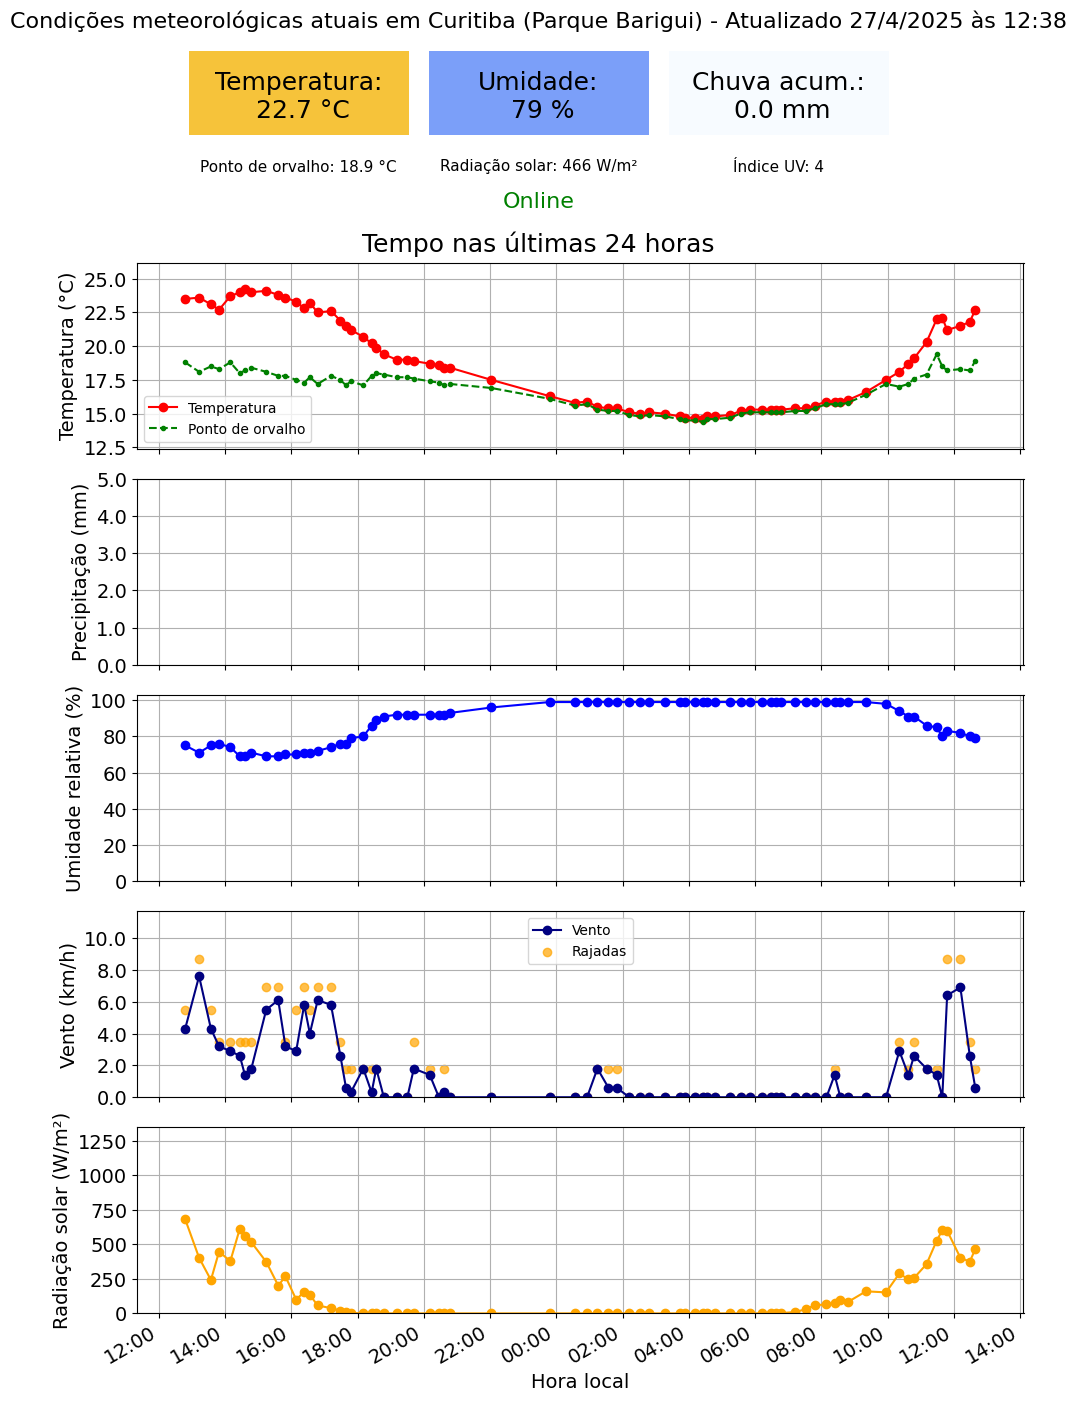 Condições meteorológicas atuais em Curitiba (Parque Barigui) - Atualizado 27/4/2025 às 12:38
Temperatura:
22.7 °C
Umidade:
79 %
Chuva acum.:
0.0 mm
Ponto de orvalho: 18.9 °C
Radiação solar: 466 W/m²
Índice UV: 4
Online
Tempo nas últimas 24 horas
Temperatura (°C)
25.0
22.5
20.0
17.5
15.0
12.5
Temperatura
Ponto de orvalho
Precipitação (mm)
5.0
4.0
3.0
2.0
1.0
0.0
Umidade relativa (%)
100
80
60
40
20
0
Vento (km/h)
10.0
8.0
6.0
4.0
2.0
0.0
Vento
Rajadas
Radiação solar (W/m²)
1250
1000
750
500
250
0
12:00
14:00
16:00
18:00
20:00
22:00
00:00
02:00
04:00
06:00
08:00
10:00
12:00
14:00
Hora local